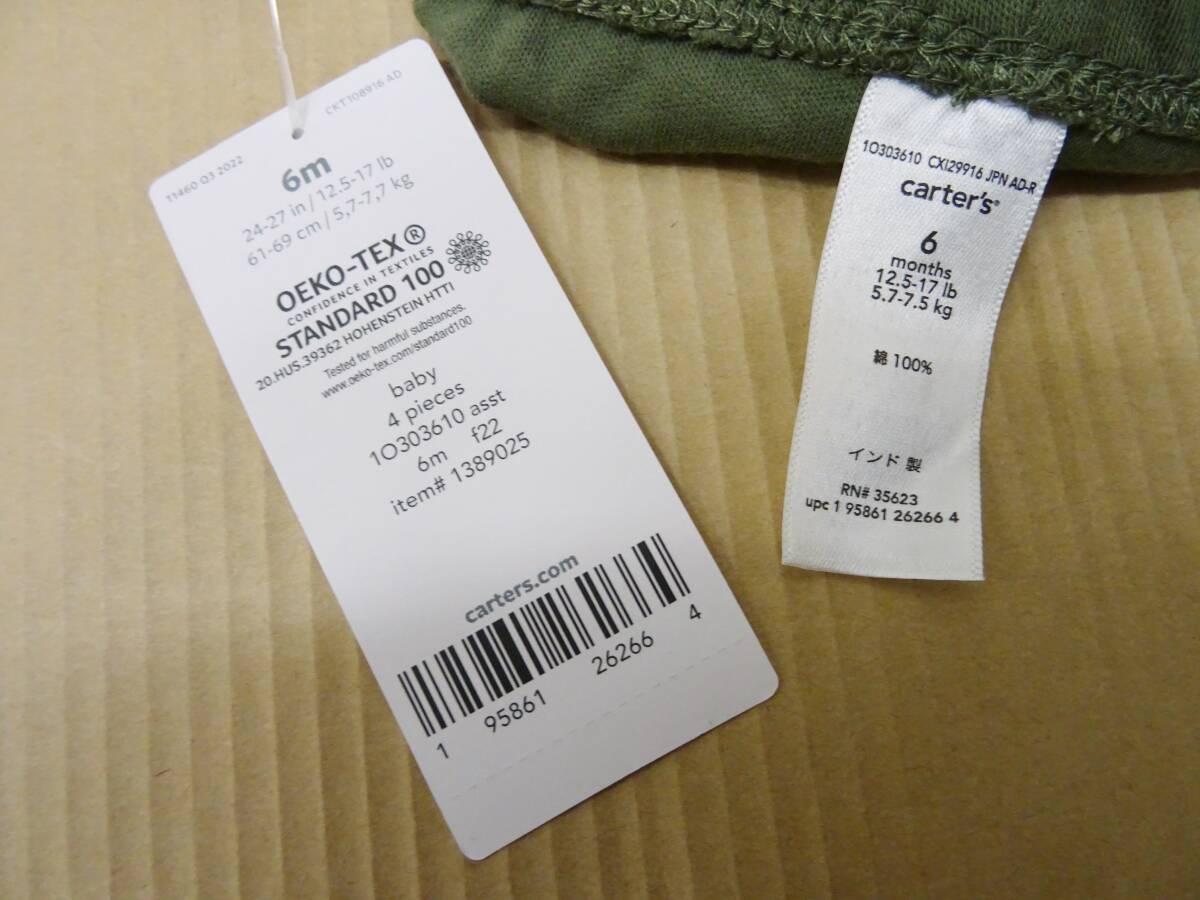 11460 Q3 2022
CKT108916 AD
6m
24-27 in / 12.5-17 lb
61-69 cm / 5,7-7,7 kg
OEKO-TEX®
CONFIDENCE IN TEXTILES
STANDARD 100
20.HUS.39362 HOHENSTEIN HTTI
Tested for harmful substances.
www.oeko-tex.com/standard100
baby
4 pieces
1O303610 asst
6m f22
item# 1389025
carters.com
1 95861 26266 4
1O303610 CXI29916 JPN AD-R
carter's®
6
months
12.5-17 lb
5.7-7.5 kg
綿 100%
インド 製
RN# 35623
upc 1 95861 26266 4